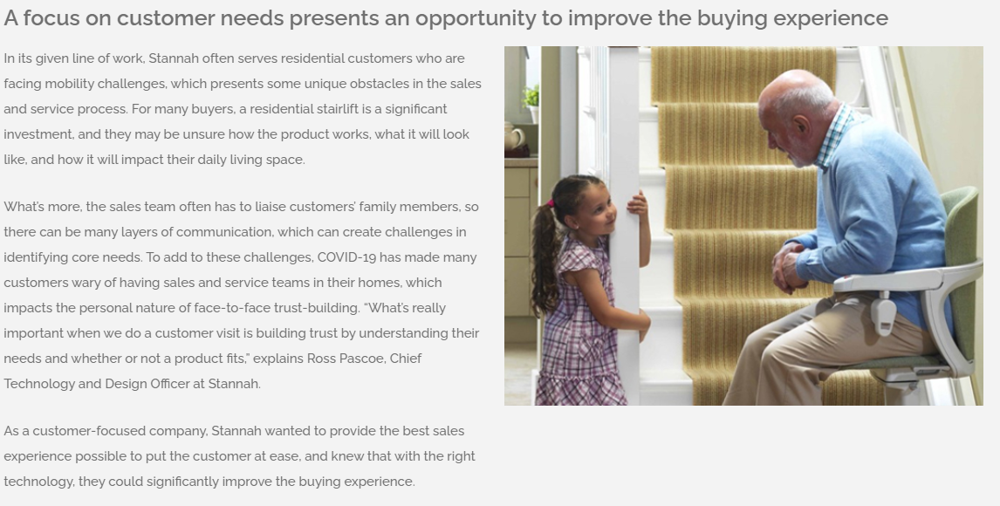 A focus on customer needs presents an opportunity to improve the buying experience
In its given line of work, Stannah often serves residential customers who are
facing mobility challenges, which presents some unique obstacles in the sales
and service process. For many buyers, a residential stairlift is a significant
investment, and they may be unsure how the product works, what it will look
like, and how it will impact their daily living space.
What’s more, the sales team often has to liaise customers’ family members, so
there can be many layers of communication, which can create challenges in
identifying core needs. To add to these challenges, COVID-19 has made many
customers wary of having sales and service teams in their homes, which
impacts the personal nature of face-to-face trust-building. “What’s really
important when we do a customer visit is building trust by understanding their
needs and whether or not a product fits,” explains Ross Pascoe, Chief
Technology and Design Officer at Stannah.
As a customer-focused company, Stannah wanted to provide the best sales
experience possible to put the customer at ease, and knew that with the right
technology, they could significantly improve the buying experience.